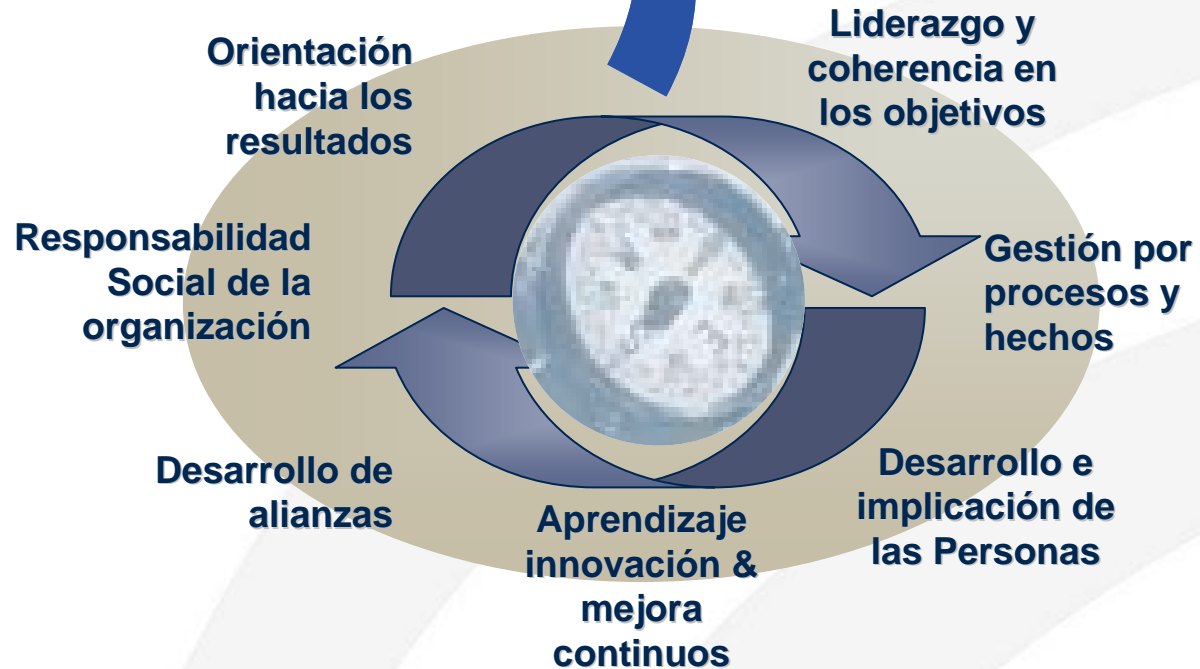 Orientación
hacia los
resultados
Liderazgo y
coherencia en
los objetivos
Responsabilidad
Social de la
organización
Gestión por
procesos y
hechos
Desarrollo de
alianzas
Aprendizaje
innovación &
mejora
continuos
Desarrollo e
implicación de
las Personas